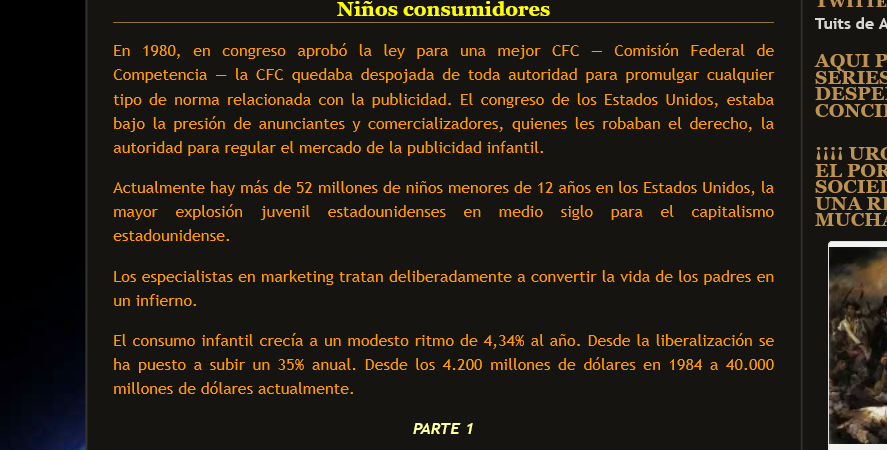 Niños consumidores
En 1980, en congreso aprobó la ley para una mejor CFC — Comisión Federal de
Competencia — la CFC quedaba despojada de toda autoridad para promulgar cualquier
tipo de norma relacionada con la publicidad. El congreso de los Estados Unidos, estaba
bajo la presión de anunciantes y comercializadores, quienes les robaban el derecho, la
autoridad para regular el mercado de la publicidad infantil.
Actualmente hay más de 52 millones de niños menores de 12 años en los Estados Unidos, la
mayor explosión juvenil estadounidenses en medio siglo para el capitalismo
estadounidense.
Los especialistas en marketing tratan deliberadamente a convertir la vida de los padres en
un infierno.
El consumo infantil crecía a un modesto ritmo de 4,34% al año. Desde la liberalización se
ha puesto a subir un 35% anual. Desde los 4.200 millones de dólares en 1984 a 40.000
millones de dólares actualmente.
PARTE 1
Tuits de A
AQUI P
SERIES
DESPE
CONCI
¡¡¡¡ URG
EL POR
SOCIE
UNA RE
MUCHA